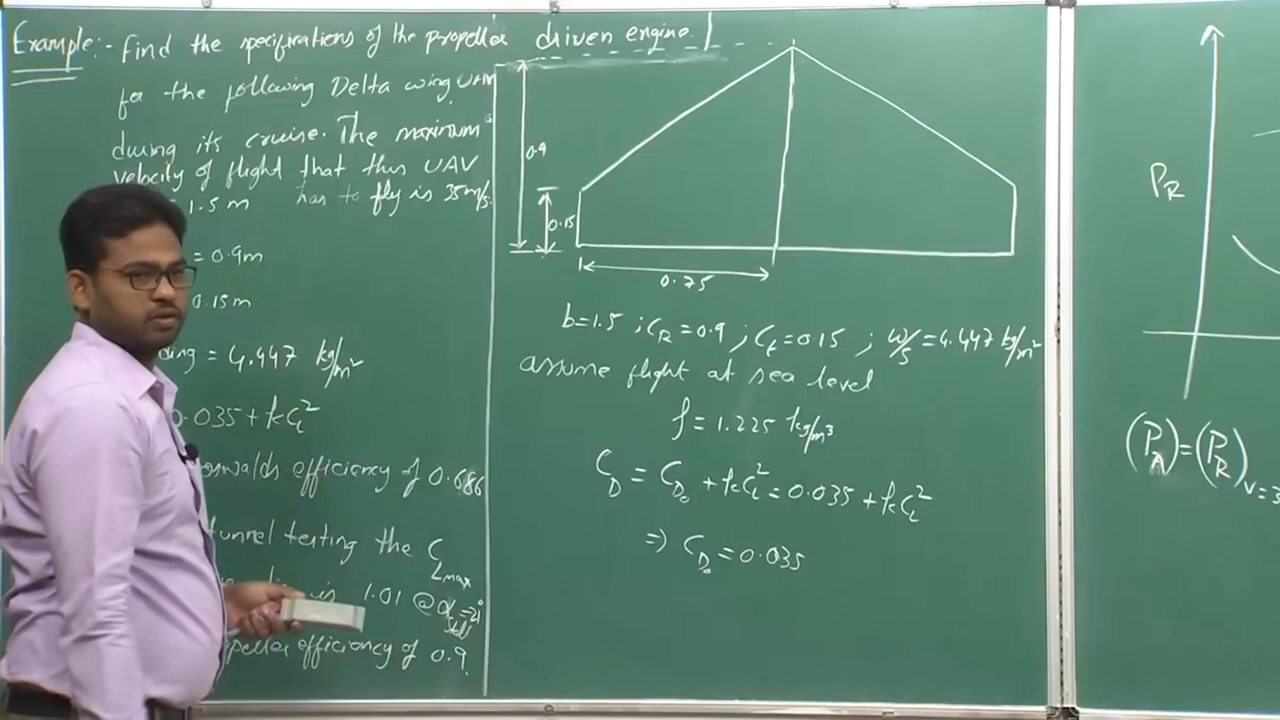 Example:- Find the specifications of the propeller driven engine.
for the following Delta wing UAV
during its cruise. The maximum
velocity of flight that this UAV
has to fly is 35 m/s.
1.5 m
= 0.9m
0.15 m
ding = 4.447 kg/m²
0.035 + kC_L²
oswalds efficiency of 0.686
tunnel testing the C_Lmax
is 1.01 @ α_stall = 21°
peller efficiency of 0.9
0.9
0.15
0.75
b=1.5 ; C_R = 0.9 ; C_t = 0.15 ; W/S = 4.447 kg/m²
assume flight at sea level.
ρ = 1.225 kg/m³
C_D = C_D₀ + kC_L² = 0.035 + kC_L²
⇒ C_D₀ = 0.035
P_R
(P_A) = (P_R)_V=3